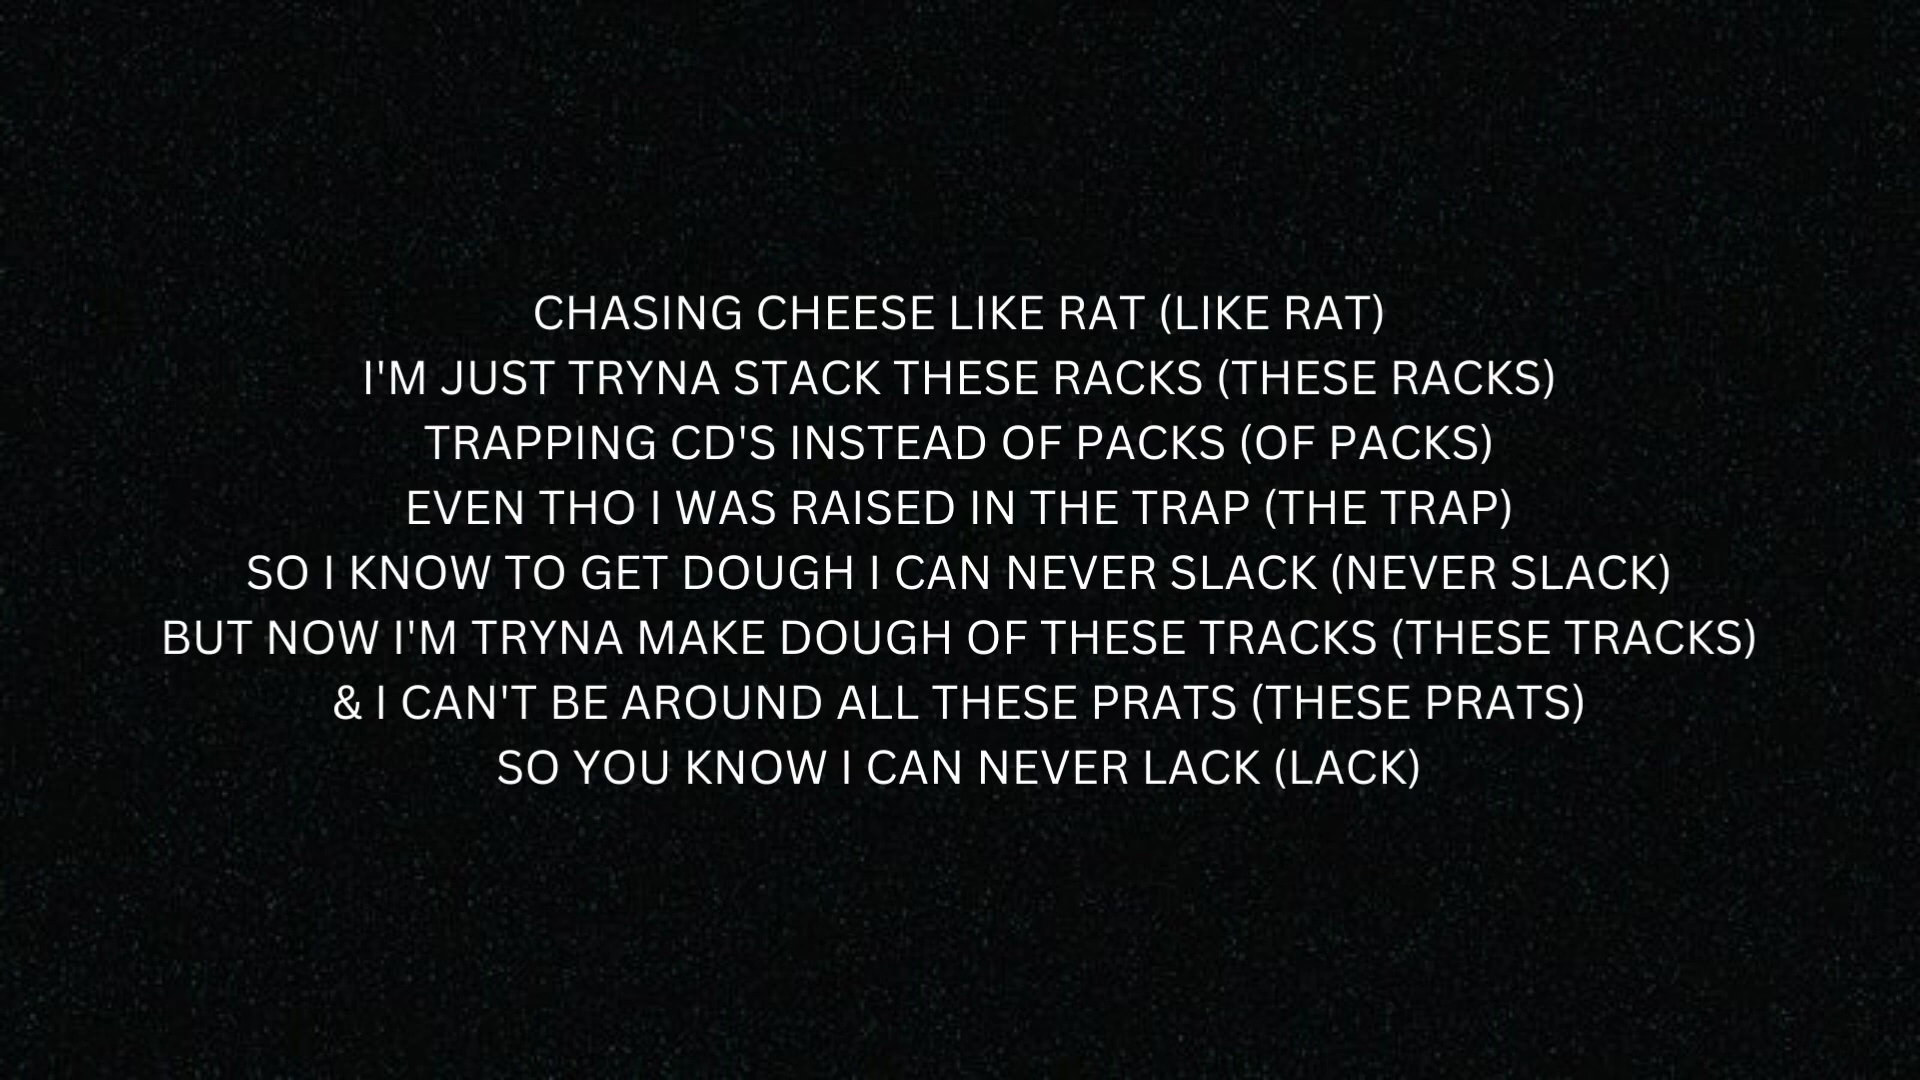 CHASING CHEESE LIKE RAT (LIKE RAT)
I'M JUST TRYNA STACK THESE RACKS (THESE RACKS)
TRAPPING CD'S INSTEAD OF PACKS (OF PACKS)
EVEN THO I WAS RAISED IN THE TRAP (THE TRAP)
SO I KNOW TO GET DOUGH I CAN NEVER SLACK (NEVER SLACK)
BUT NOW I'M TRYNA MAKE DOUGH OF THESE TRACKS (THESE TRACKS)
& I CAN'T BE AROUND ALL THESE PRATS (THESE PRATS)
SO YOU KNOW I CAN NEVER LACK (LACK)